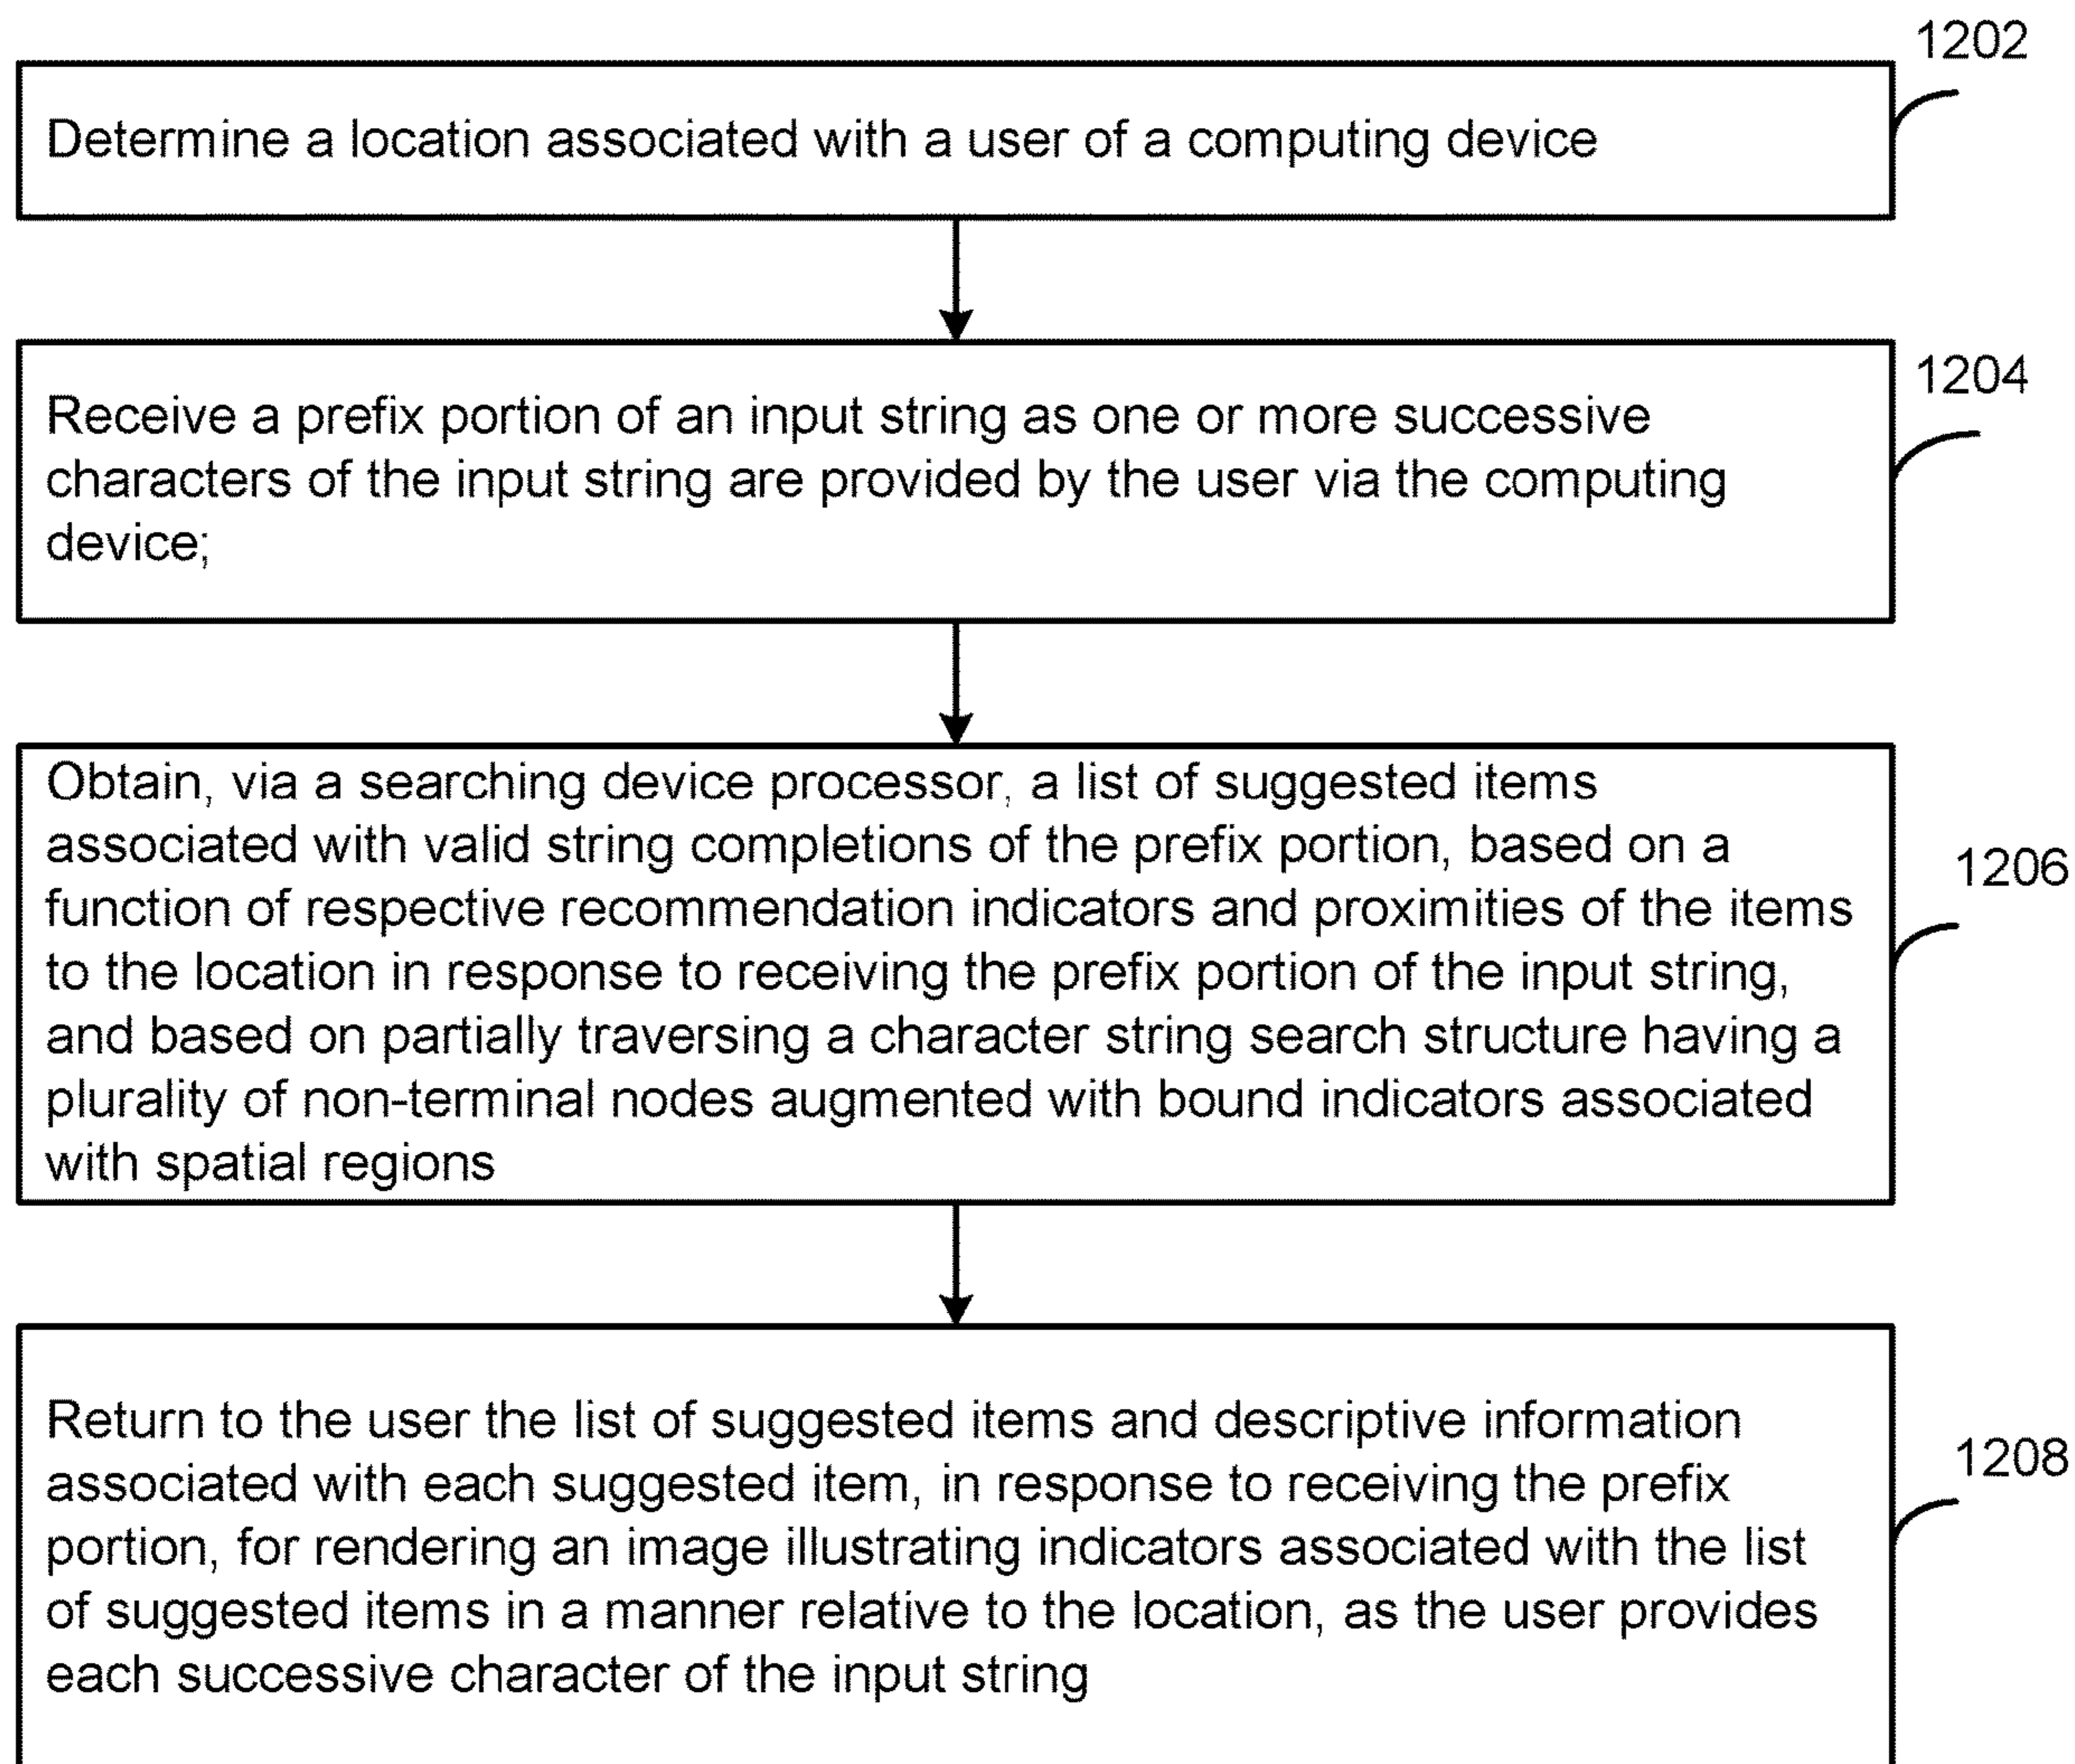 1202
Determine a location associated with a user of a computing device
1204
Receive a prefix portion of an input string as one or more successive
characters of the input string are provided by the user via the computing
device;
1206
Obtain, via a searching device processor, a list of suggested items
associated with valid string completions of the prefix portion, based on a
function of respective recommendation indicators and proximities of the items
to the location in response to receiving the prefix portion of the input string,
and based on partially traversing a character string search structure having a
plurality of non-terminal nodes augmented with bound indicators associated
with spatial regions
1208
Return to the user the list of suggested items and descriptive information
associated with each suggested item, in response to receiving the prefix
portion, for rendering an image illustrating indicators associated with the list
of suggested items in a manner relative to the location, as the user provides
each successive character of the input string